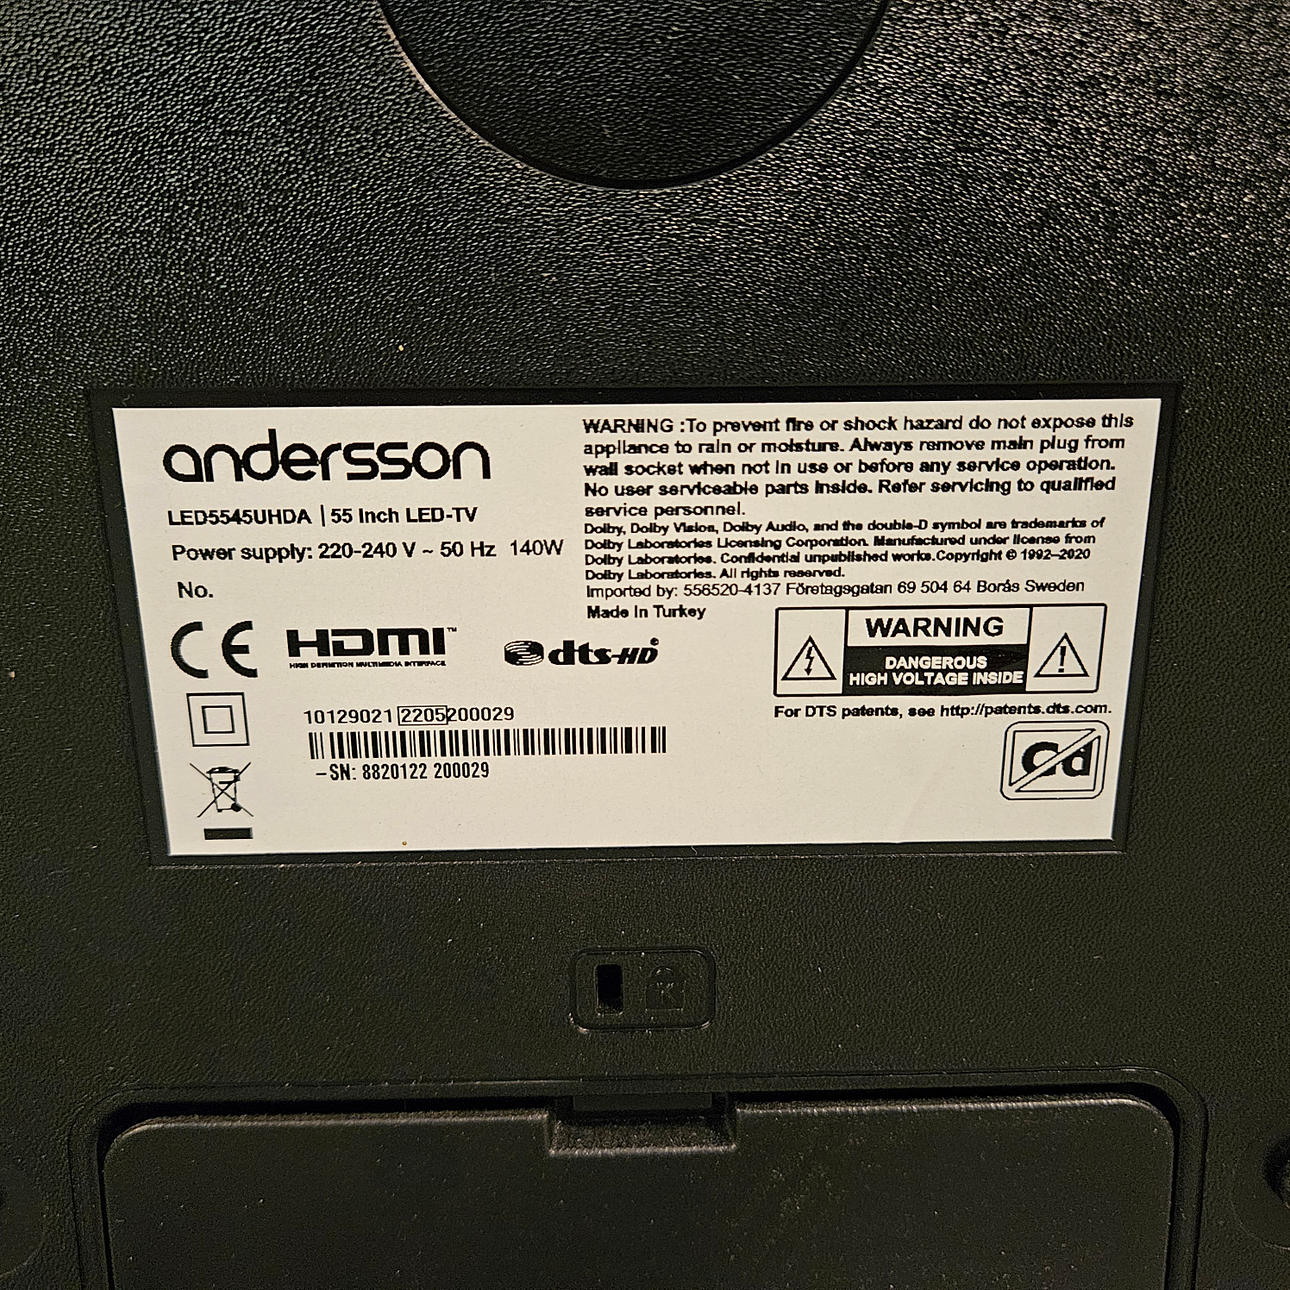 andersson
LED5545UHDA | 55 Inch LED-TV
Power supply: 220-240 V ~ 50 Hz 140W
No.
CE
HDMI™
HIGH DEFINITION MULTIMEDIA INTERFACE
dts-HD®
10129021 2205 200029
–SN: 8820122 200029
WARNING :To prevent fire or shock hazard do not expose this
appliance to rain or moisture. Always remove main plug from
wall socket when not in use or before any service operation.
No user serviceable parts inside. Refer servicing to qualified
service personnel.
Dolby, Dolby Vision, Dolby Audio, and the double-D symbol are trademarks of
Dolby Laboratories Licensing Corporation. Manufactured under license from
Dolby Laboratories. Confidential unpublished works.Copyright © 1992–2020
Dolby Laboratories. All rights reserved.
Imported by: 556520-4137 Företagsgatan 69 504 64 Borås Sweden
Made In Turkey
WARNING
DANGEROUS
HIGH VOLTAGE INSIDE
For DTS patents, see http://patents.dts.com.
Cd
K